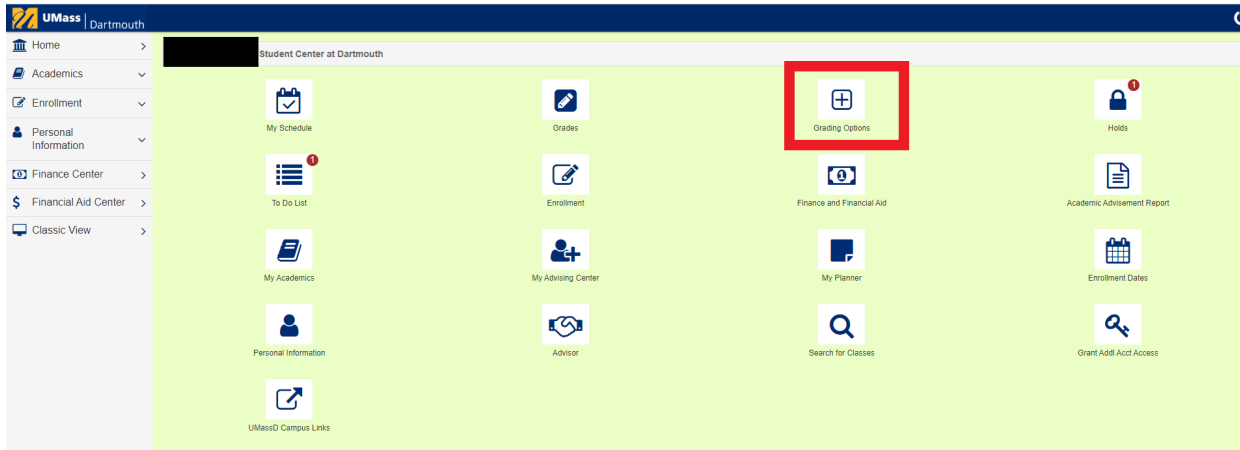 UMass Dartmouth
Home
Student Center at Dartmouth
Academics
Enrollment
Personal
Information
Finance Center
Financial Aid Center
Classic View
My Schedule
Grades
Grading Options
1
Holds
1
To Do List
Enrollment
Finance and Financial Aid
Academic Advisement Report
My Academics
My Advising Center
My Planner
Enrollment Dates
Personal Information
Advisor
Search for Classes
Grant Addl Acct Access
UMassD Campus Links